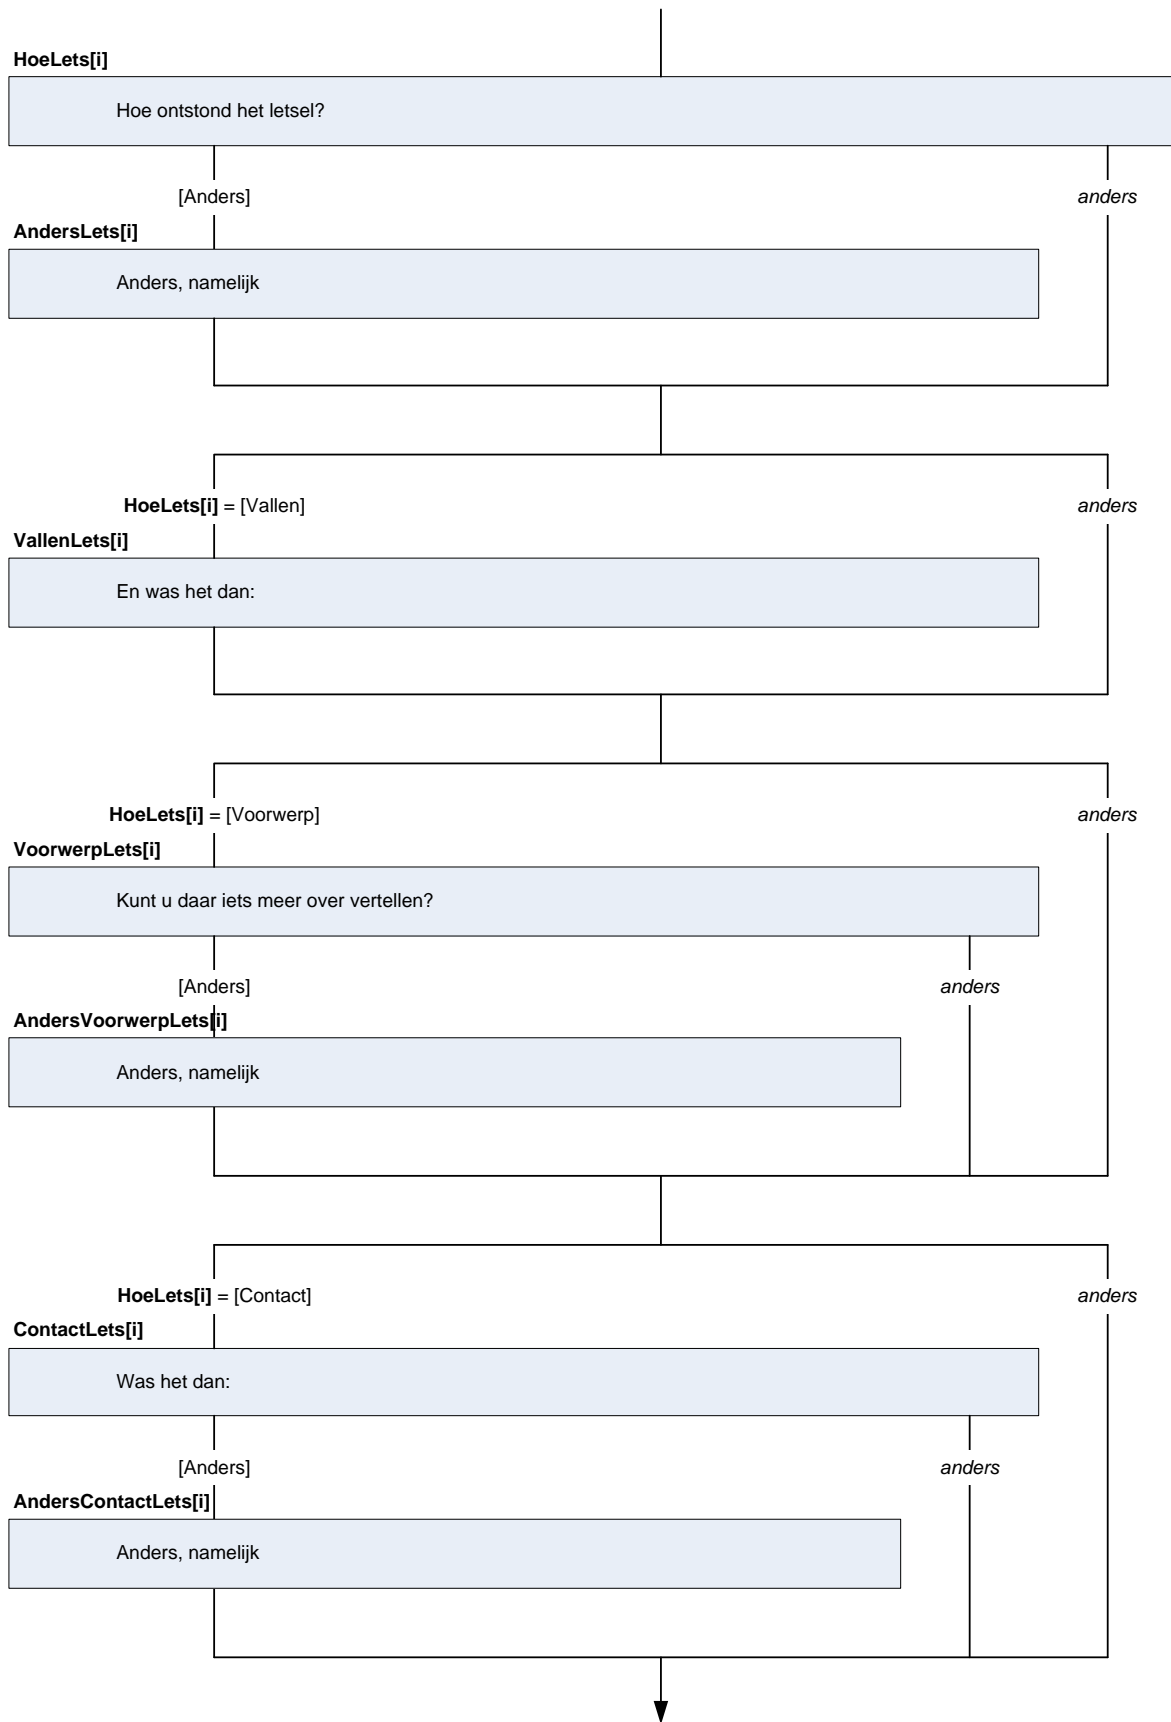 HoeLets[i]
Hoe ontstond het letsel?
[Anders] anders
AndersLets[i]
Anders, namelijk
HoeLets[i] = [Vallen] anders
VallenLets[i]
En was het dan:
HoeLets[i] = [Voorwerp] anders
VoorwerpLets[i]
Kunt u daar iets meer over vertellen?
[Anders] anders
AndersVoorwerpLets[i]
Anders, namelijk
HoeLets[i] = [Contact] anders
ContactLets[i]
Was het dan:
[Anders] anders
AndersContactLets[i]
Anders, namelijk